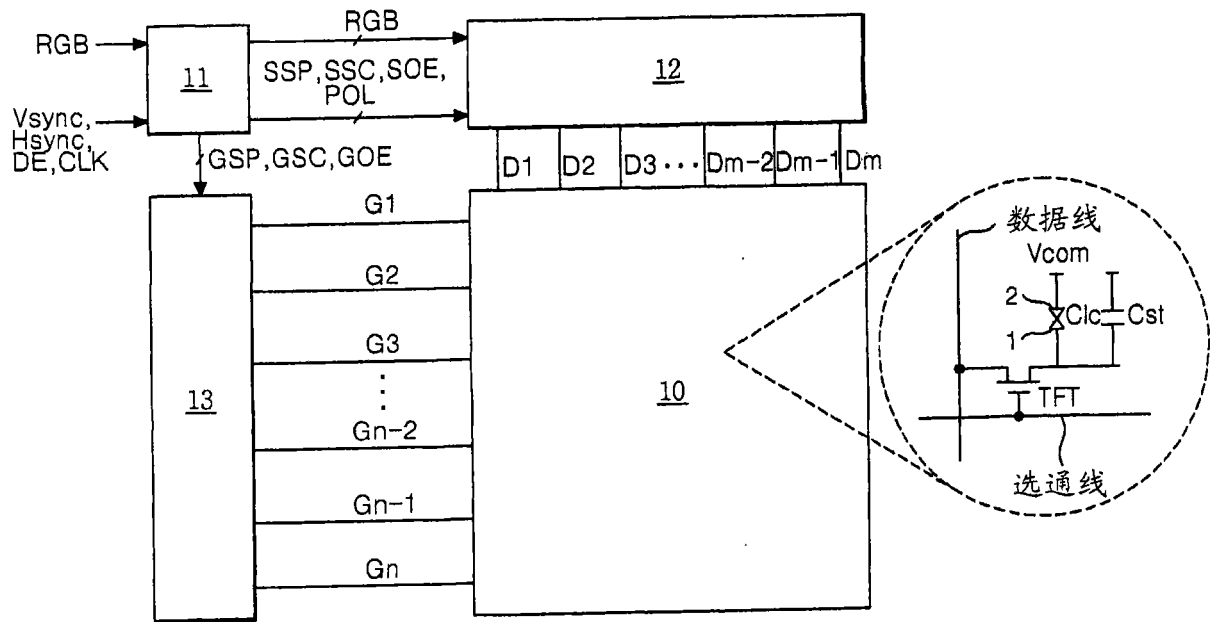 RGB
11
RGB
SSP,SSC,SOE,
POL
12
Vsync,
Hsync,
DE,CLK
GSP,GSC,GOE
D1
D2
D3
···
Dm-2
Dm-1
Dm
13
G1
G2
G3
Gn-2
Gn-1
Gn
10
数据线
Vcom
2
1
Clc
Cst
TFT
选通线